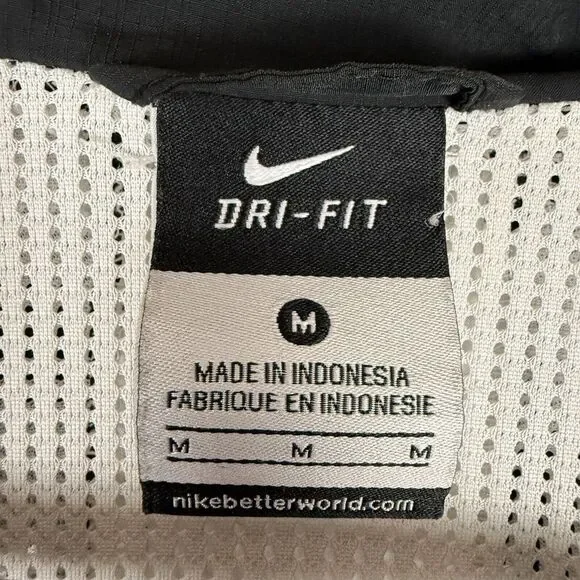 DRI-FIT
M
MADE IN INDONESIA
FABRIQUE EN INDONESIE
M M M
nikebetterworld.com